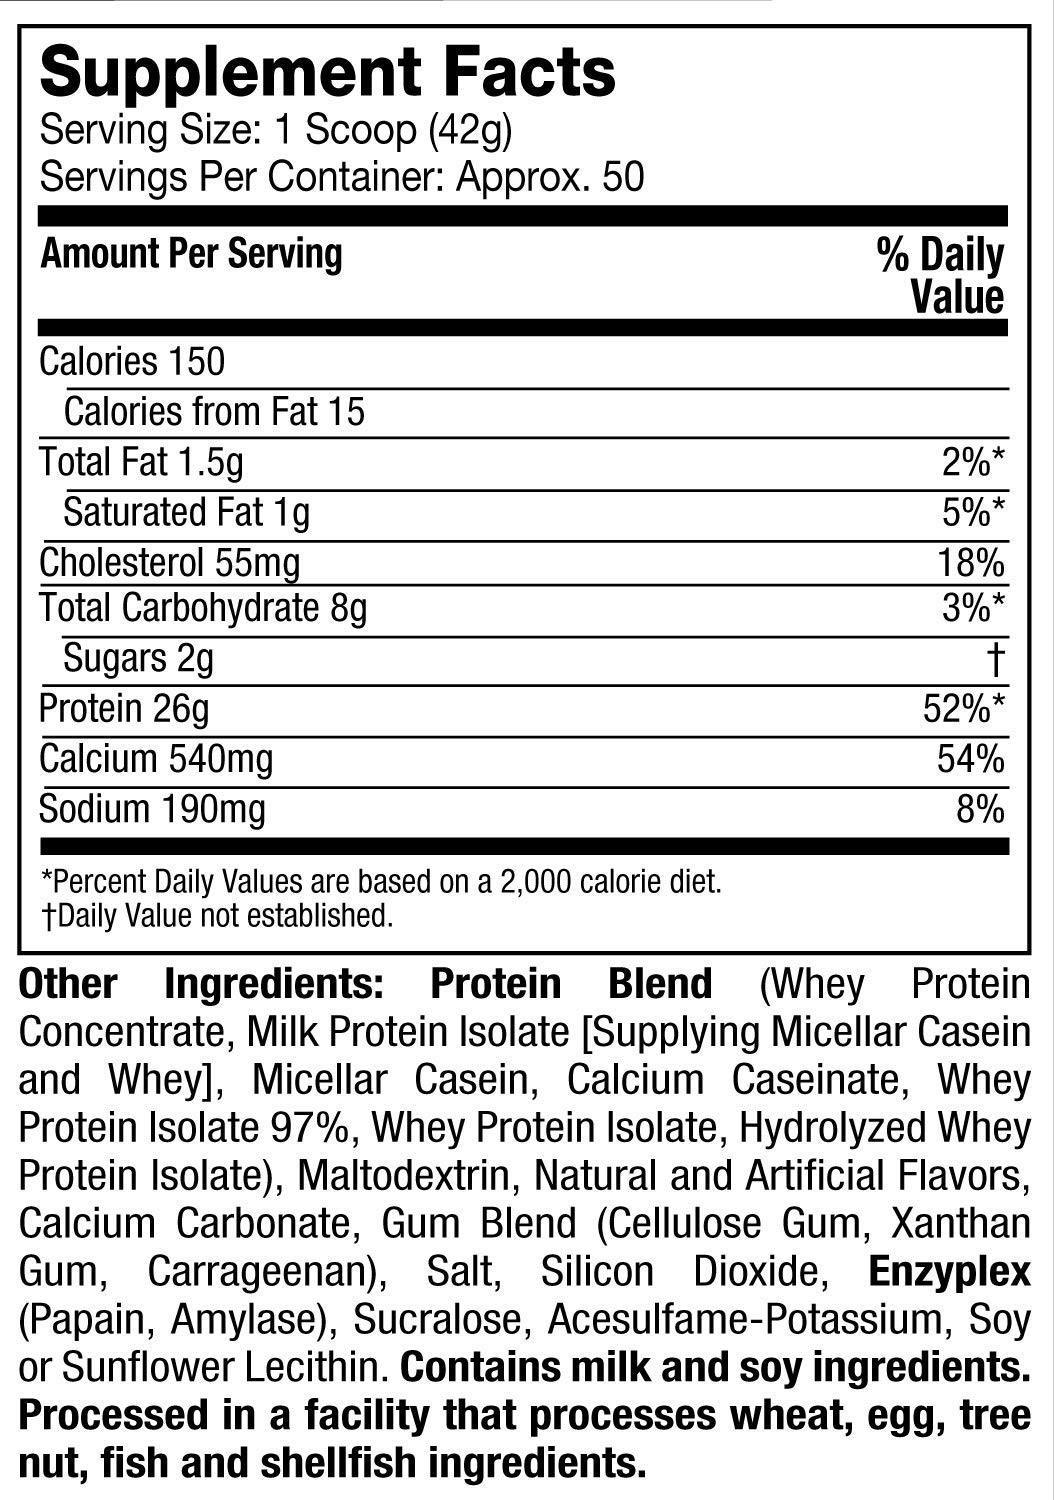 Supplement Facts
Serving Size: 1 Scoop (42g)
Servings Per Container: Approx. 50
Amount Per Serving % Daily
Value
Calories 150
Calories from Fat 15
Total Fat 1.5g 2%*
Saturated Fat 1g 5%*
Cholesterol 55mg 18%
Total Carbohydrate 8g 3%*
Sugars 2g †
Protein 26g 52%*
Calcium 540mg 54%
Sodium 190mg 8%
*Percent Daily Values are based on a 2,000 calorie diet.
†Daily Value not established.
Other Ingredients: Protein Blend (Whey Protein
Concentrate, Milk Protein Isolate [Supplying Micellar Casein
and Whey], Micellar Casein, Calcium Caseinate, Whey
Protein Isolate 97%, Whey Protein Isolate, Hydrolyzed Whey
Protein Isolate), Maltodextrin, Natural and Artificial Flavors,
Calcium Carbonate, Gum Blend (Cellulose Gum, Xanthan
Gum, Carrageenan), Salt, Silicon Dioxide, Enzyplex
(Papain, Amylase), Sucralose, Acesulfame-Potassium, Soy
or Sunflower Lecithin. Contains milk and soy ingredients.
Processed in a facility that processes wheat, egg, tree
nut, fish and shellfish ingredients.